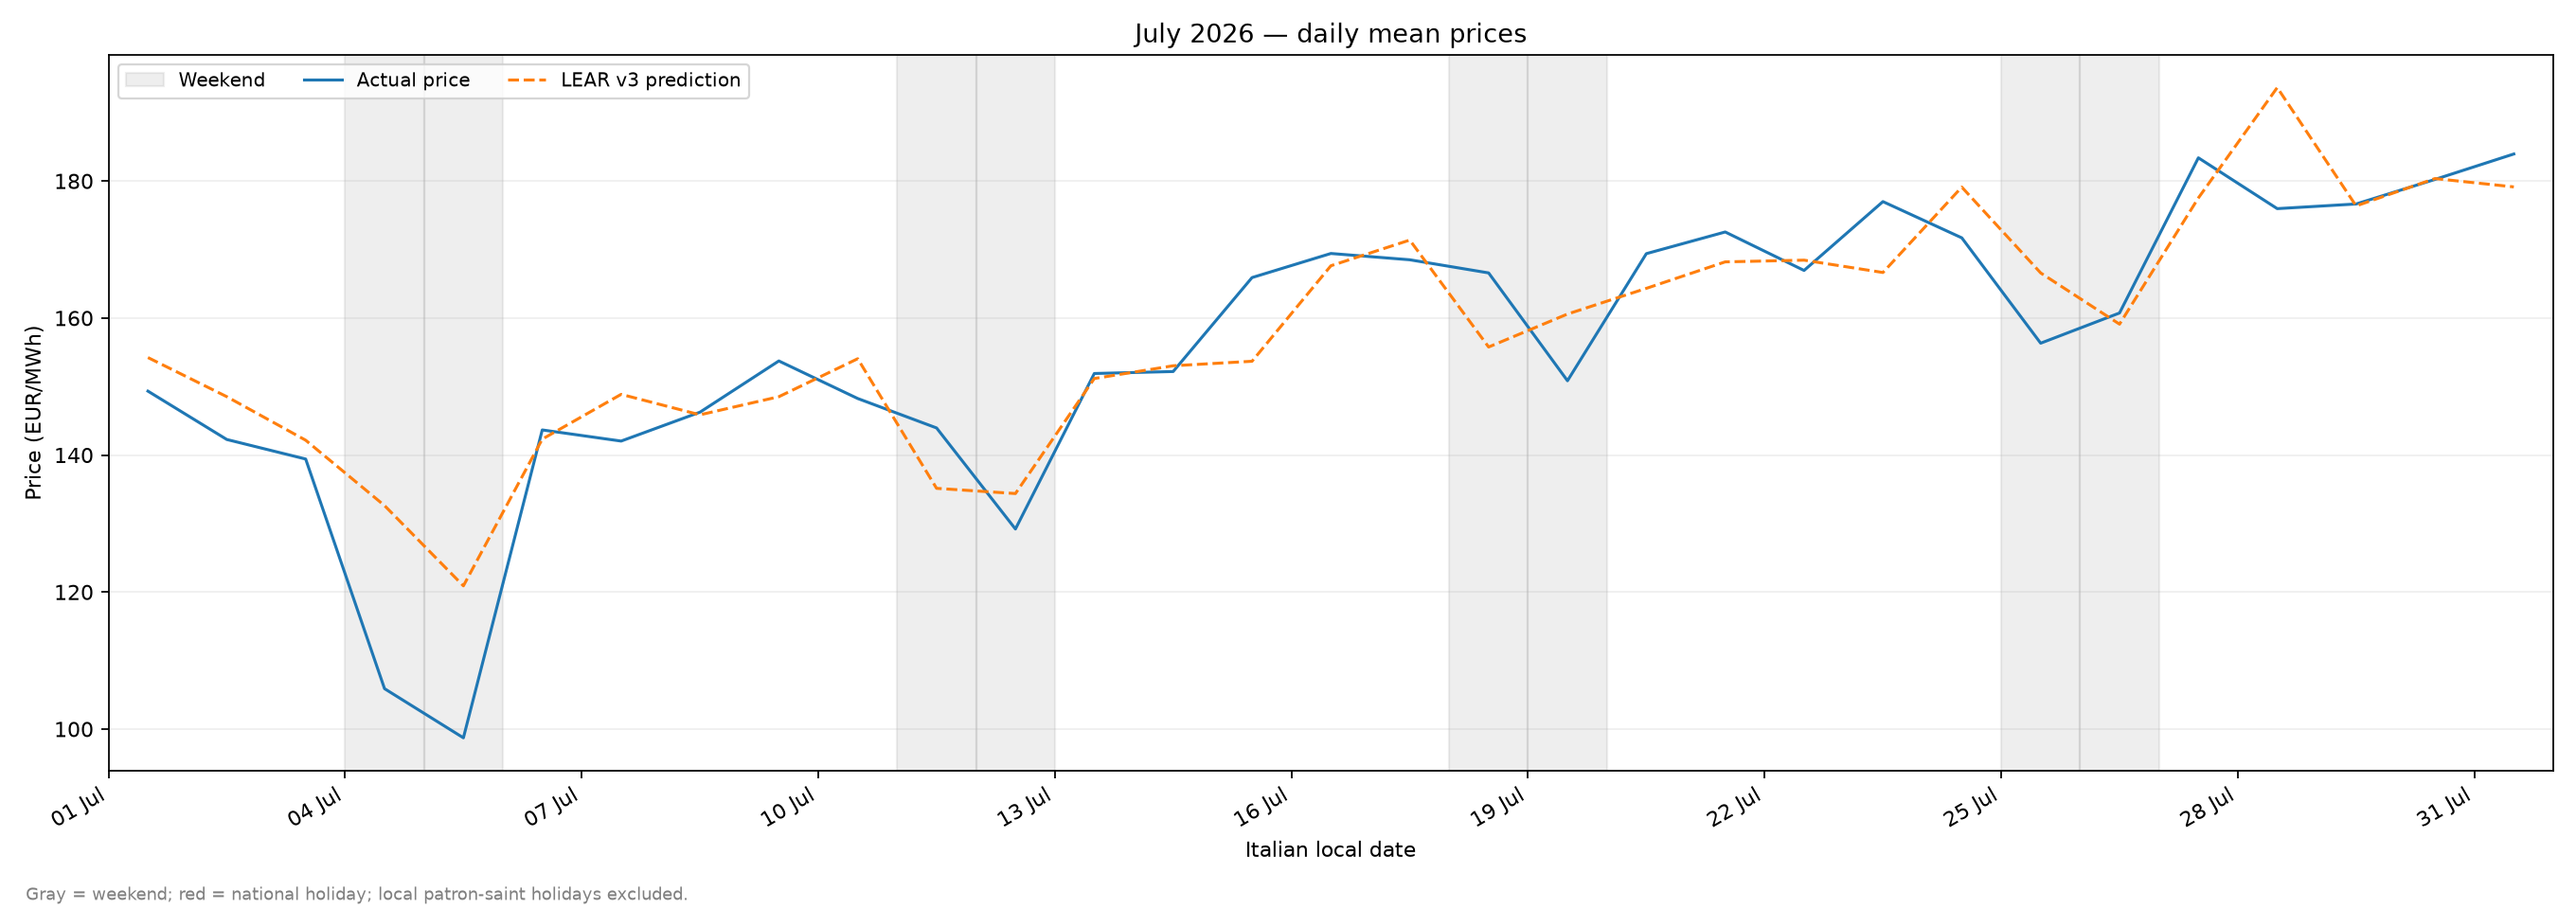 July 2026 — daily mean prices
Weekend
Actual price
LEAR v3 prediction
Price (EUR/MWh)
180
160
140
120
100
01 Jul
04 Jul
07 Jul
10 Jul
13 Jul
16 Jul
19 Jul
22 Jul
25 Jul
28 Jul
31 Jul
Italian local date
Gray = weekend; red = national holiday; local patron-saint holidays excluded.